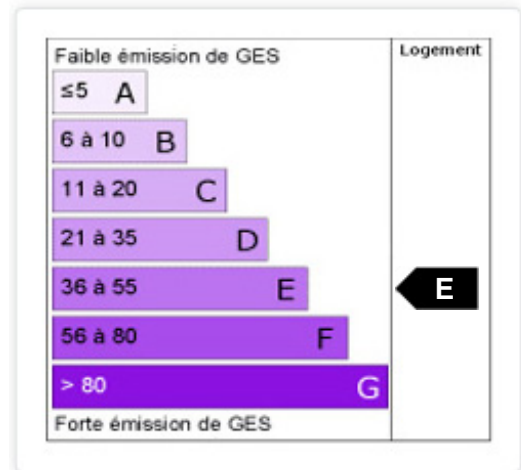 Faible émission de GES
Logement
≤5 A
6 à 10 B
11 à 20 C
21 à 35 D
36 à 55 E
E
56 à 80 F
> 80 G
Forte émission de GES